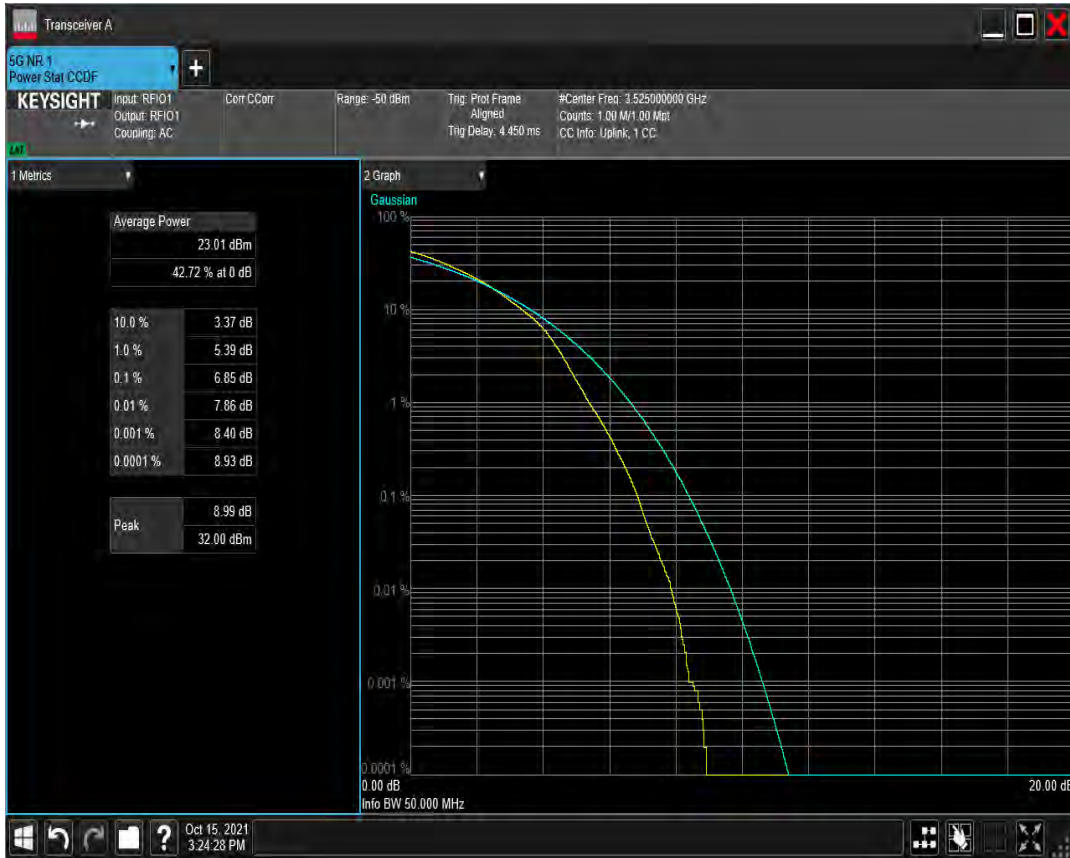 Transceiver A
5G NR 1
Power Stat CCDF
+
KEYSIGHT
Input: RFIO1
Output: RFIO1
Coupling: AC
Corr CCorr
Range: -50 dBm
Trig: Prot Frame
Aligned
Trig Delay: 4.450 ms
#Center Freq: 3.525000000 GHz
Counts: 1.00 M/1.00 Mpt
CC Info: Uplink, 1 CC
1 Metrics
Average Power
23.01 dBm
42.72 % at 0 dB
10.0 % 3.37 dB
1.0 % 5.39 dB
0.1 % 6.85 dB
0.01 % 7.86 dB
0.001 % 8.40 dB
0.0001 % 8.93 dB
Peak
8.99 dB
32.00 dBm
2 Graph
Gaussian
100 %
10 %
1 %
0.1 %
0.01 %
0.001 %
0.0001 %
0.00 dB
20.00 dB
Info BW 50.000 MHz
?
Oct 15, 2021
3:24:28 PM